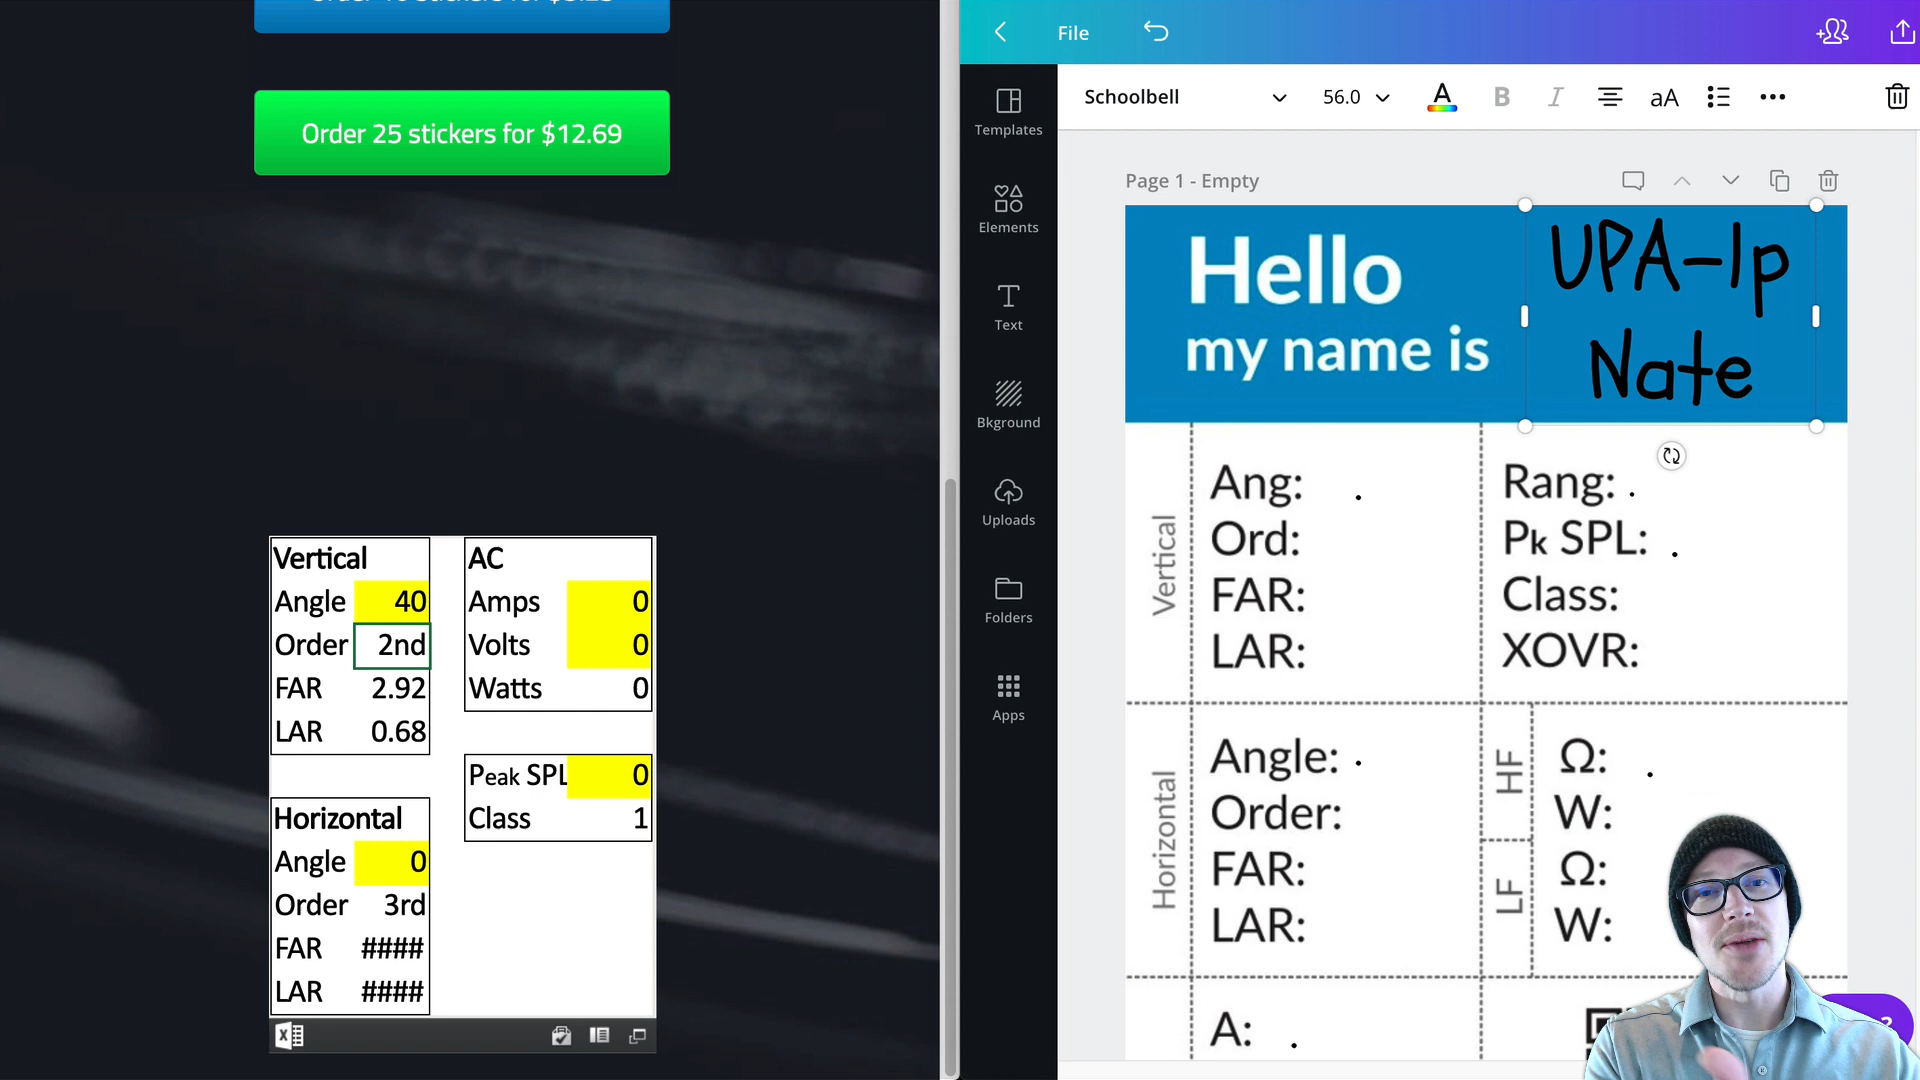 Order 25 stickers for $12.69
Vertical
Angle 40
Order 2nd
FAR 2.92
LAR 0.68
Horizontal
Angle 0
Order 3rd
FAR ####
LAR ####
AC
Amps 0
Volts 0
Watts 0
Peak SPL 0
Class 1
File
Schoolbell
56.0
A B I aA
Templates
Elements
Text
Bkground
Uploads
Folders
Apps
Page 1 - Empty
Hello
my name is
UPA-1p
Nate
Vertical
Ang: .
Ord:
FAR:
LAR:
Rang: .
Pk SPL: .
Class:
XOVR:
Horizontal
Angle: .
Order:
FAR:
LAR:
HF
Ω: .
W:
LF
Ω:
W:
A: .